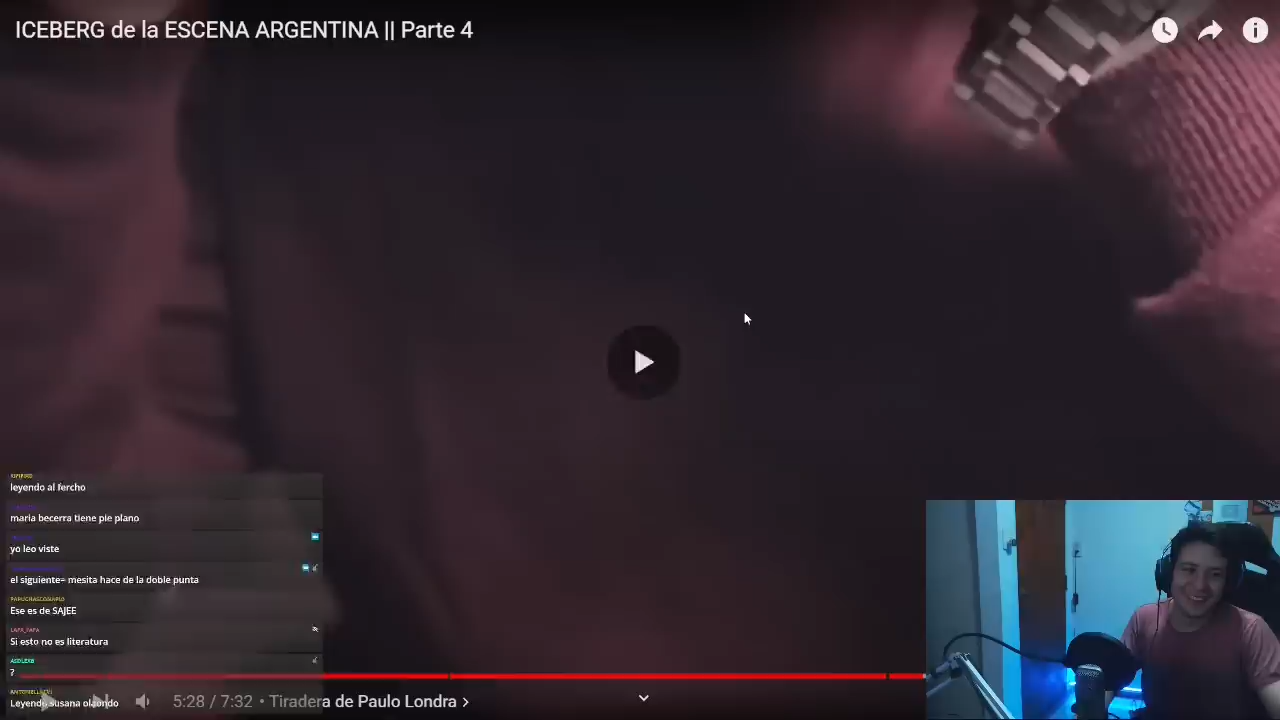 ICEBERG de la ESCENA ARGENTINA || Parte 4
leyendo al fercho
maria becerra tiene pie plano
yo leo viste
el siguiente= mesita hace de la doble punta
Ese es de SAJEE
Si esto no es literatura
?
5:28 / 7:32 • Tiradera de Paulo Londra >